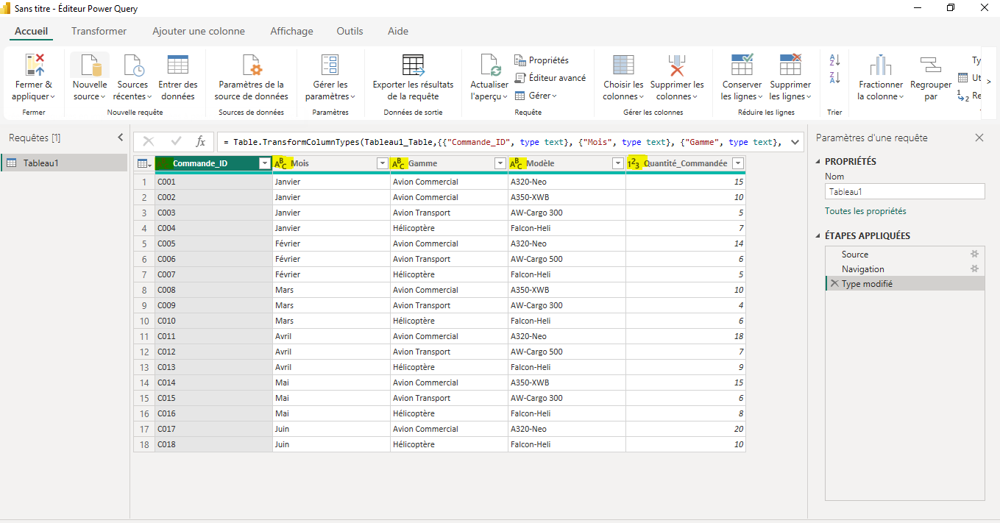 Sans titre - Éditeur Power Query
Accueil Transformer Ajouter une colonne Affichage Outils Aide
Fermer & appliquer
Nouvelle source
Sources récentes
Entrer des données
Paramètres de la source de données
Gérer les paramètres
Exporter les résultats de la requête
Actualiser l'aperçu
Propriétés
Éditeur avancé
Gérer
Choisir les colonnes
Supprimer les colonnes
Conserver les lignes
Supprimer les lignes
Fractionner la colonne
Regrouper par
Ty
Ut
Re
Fermer Nouvelle requête Sources de données Paramètres Données de sortie Requête Gérer les colonnes Réduire les lignes Trier
Requêtes [1]
Tableau1
fx = Table.TransformColumnTypes(Tableau1_Table,{{"Commande_ID", type text}, {"Mois", type text}, {"Gamme", type text},
Commande_ID ABC Mois ABC Gamme ABC Modèle 123 Quantité_Commandée
1 C001 Janvier Avion Commercial A320-Neo 15
2 C002 Janvier Avion Commercial A350-XWB 10
3 C003 Janvier Avion Transport AW-Cargo 300 5
4 C004 Janvier Hélicoptère Falcon-Heli 7
5 C005 Février Avion Commercial A320-Neo 14
6 C006 Février Avion Transport AW-Cargo 500 6
7 C007 Février Hélicoptère Falcon-Heli 5
8 C008 Mars Avion Commercial A350-XWB 10
9 C009 Mars Avion Transport AW-Cargo 300 4
10 C010 Mars Hélicoptère Falcon-Heli 6
11 C011 Avril Avion Commercial A320-Neo 18
12 C012 Avril Avion Transport AW-Cargo 500 7
13 C013 Avril Hélicoptère Falcon-Heli 9
14 C014 Mai Avion Commercial A350-XWB 15
15 C015 Mai Avion Transport AW-Cargo 300 6
16 C016 Mai Hélicoptère Falcon-Heli 8
17 C017 Juin Avion Commercial A320-Neo 20
18 C018 Juin Hélicoptère Falcon-Heli 10
Paramètres d'une requête
PROPRIÉTÉS
Nom
Tableau1
Toutes les propriétés
ÉTAPES APPLIQUÉES
Source
Navigation
Type modifié